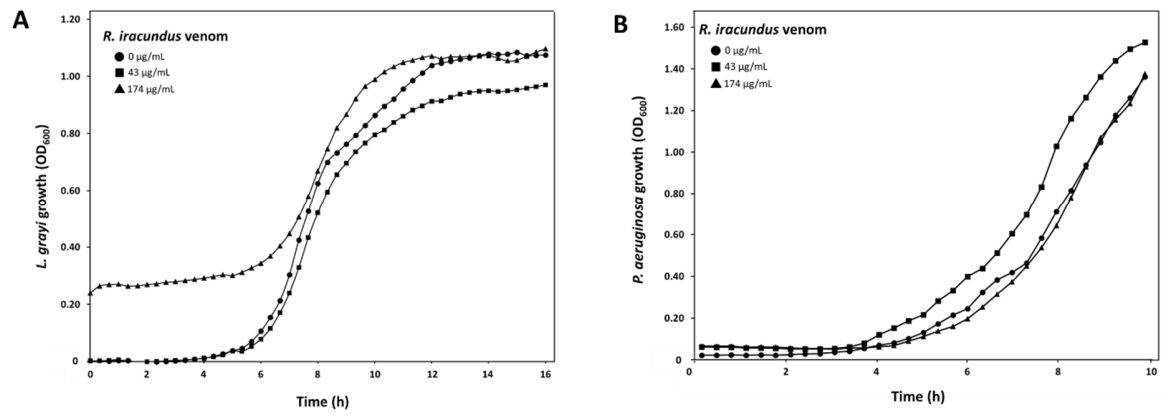 A
R. iracundus venom
0 µg/mL
43 µg/mL
174 µg/mL
L. grayi growth (OD600)
1.20
1.00
0.80
0.60
0.40
0.20
0
0 2 4 6 8 10 12 14 16
Time (h)
B
R. iracundus venom
0 µg/mL
43 µg/mL
174 µg/mL
P. aeruginosa growth (OD600)
1.60
1.40
1.20
1.00
0.80
0.60
0.40
0.20
0
0 2 4 6 8 10
Time (h)